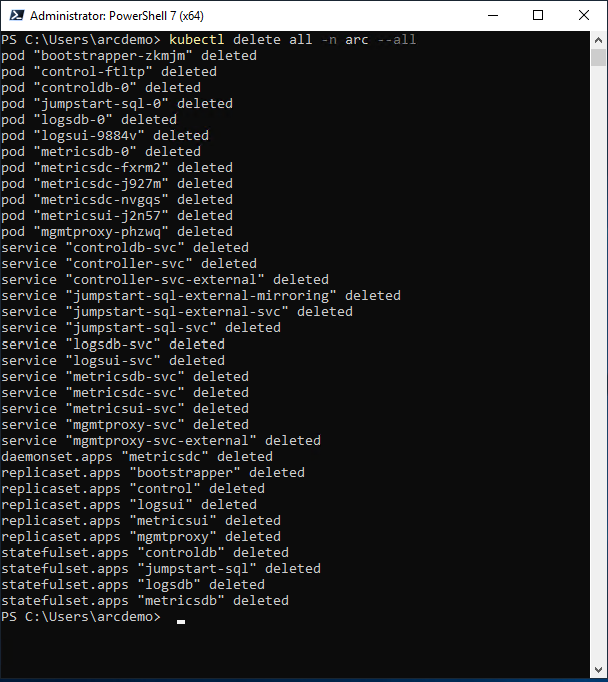 Administrator: PowerShell 7 (x64)
PS C:\Users\arcdemo> kubectl delete all -n arc --all
pod "bootstrapper-zkmjm" deleted
pod "control-ftltp" deleted
pod "controldb-0" deleted
pod "jumpstart-sql-0" deleted
pod "logsdb-0" deleted
pod "logsui-9884v" deleted
pod "metricsdb-0" deleted
pod "metricsdc-fxrm2" deleted
pod "metricsdc-j927m" deleted
pod "metricsdc-nvgqs" deleted
pod "metricsui-j2n57" deleted
pod "mgmtproxy-phzwq" deleted
service "controldb-svc" deleted
service "controller-svc" deleted
service "controller-svc-external" deleted
service "jumpstart-sql-external-mirroring" deleted
service "jumpstart-sql-external-svc" deleted
service "jumpstart-sql-svc" deleted
service "logsdb-svc" deleted
service "logsui-svc" deleted
service "metricsdb-svc" deleted
service "metricsdc-svc" deleted
service "metricsui-svc" deleted
service "mgmtproxy-svc" deleted
service "mgmtproxy-svc-external" deleted
daemonset.apps "metricsdc" deleted
replicaset.apps "bootstrapper" deleted
replicaset.apps "control" deleted
replicaset.apps "logsui" deleted
replicaset.apps "metricsui" deleted
replicaset.apps "mgmtproxy" deleted
statefulset.apps "controldb" deleted
statefulset.apps "jumpstart-sql" deleted
statefulset.apps "logsdb" deleted
statefulset.apps "metricsdb" deleted
PS C:\Users\arcdemo>